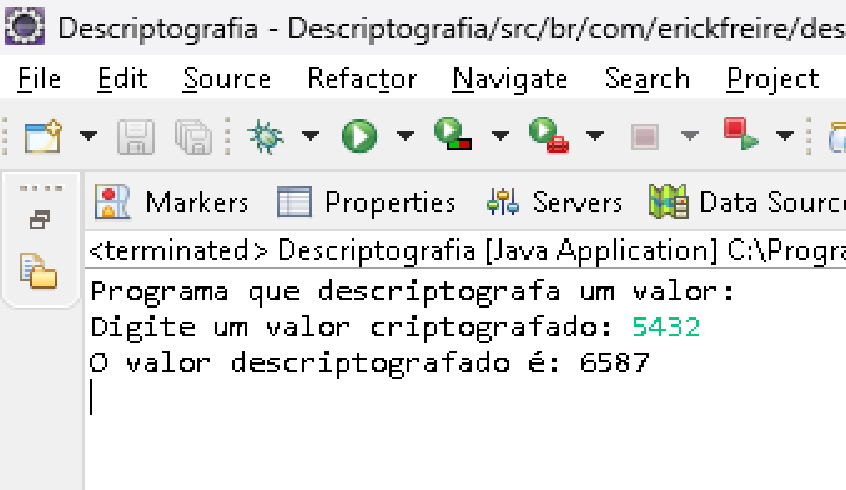 Descriptografia - Descriptografia/src/br/com/erickfreire/des
File Edit Source Refactor Navigate Search Project
Markers Properties Servers Data Source
<terminated> Descriptografia [Java Application] C:\Progra
Programa que descriptografa um valor:
Digite um valor criptografado: 5432
O valor descriptografado é: 6587